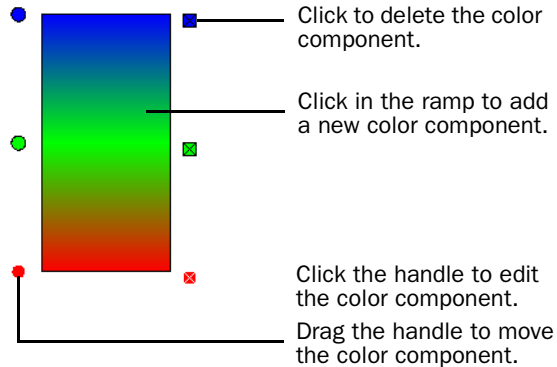 Click to delete the color
component.
Click in the ramp to add
a new color component.
Click the handle to edit
the color component.
Drag the handle to move
the color component.